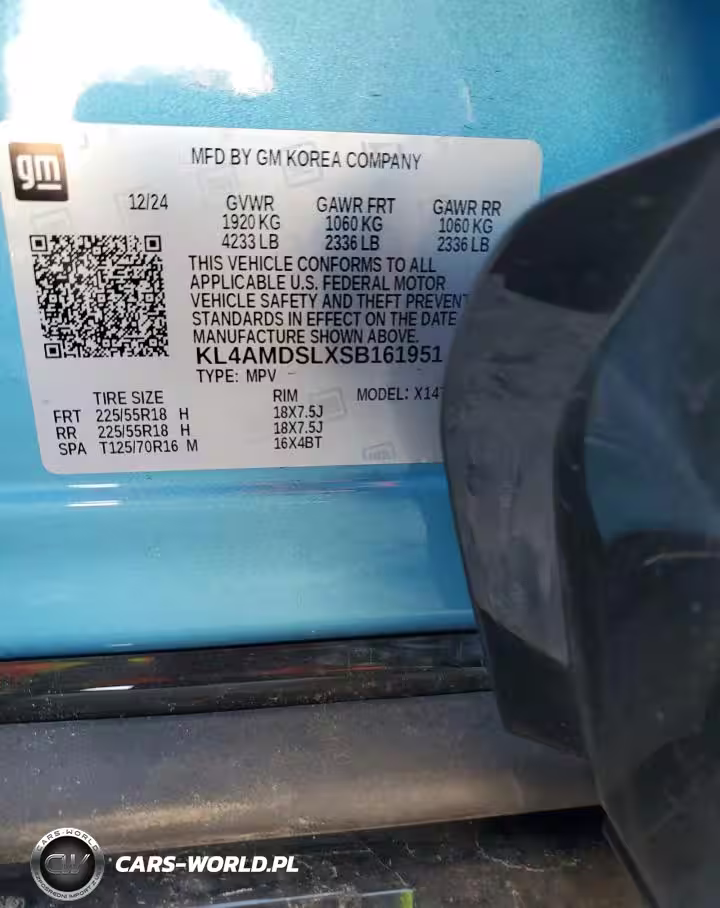 gm
MFD BY GM KOREA COMPANY
12/24 GVWR GAWR FRT GAWR RR
1920 KG 1060 KG 1060 KG
4233 LB 2336 LB 2336 LB
THIS VEHICLE CONFORMS TO ALL
APPLICABLE U.S. FEDERAL MOTOR
VEHICLE SAFETY AND THEFT PREVENT
STANDARDS IN EFFECT ON THE DATE
MANUFACTURE SHOWN ABOVE.
KL4AMDSLXSB161951
TYPE: MPV
TIRE SIZE RIM MODEL: X14
FRT 225/55R18 H 18X7.5J
RR 225/55R18 H 18X7.5J
SPA T125/70R16 M 16X4BT
CARS-WORLD
CW
CARS-WORLD.PL